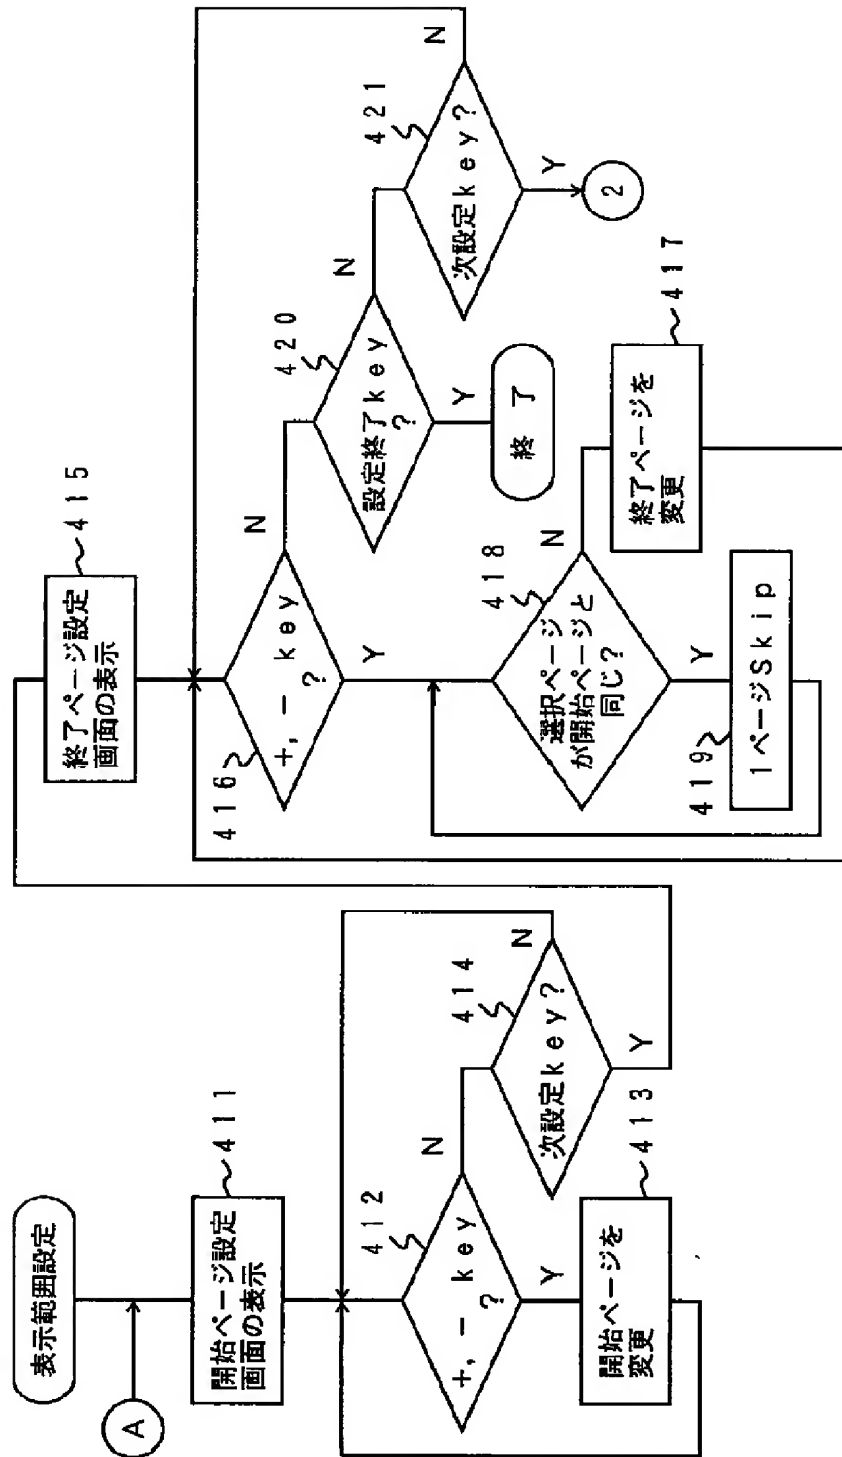 表示範囲設定
A
開始ページ設定
画面の表示
411
+,- key
?
412
N
Y
開始ページを
変更
413
次設定key?
414
N
Y
終了ページ設定
画面の表示
415
+,- key
?
416
N
Y
選択ページ
が開始ページと
同じ?
418
N
Y
1ページSkip
419
終了ページを
変更
417
設定終了key
?
420
N
Y
終了
次設定key?
421
N
Y
2